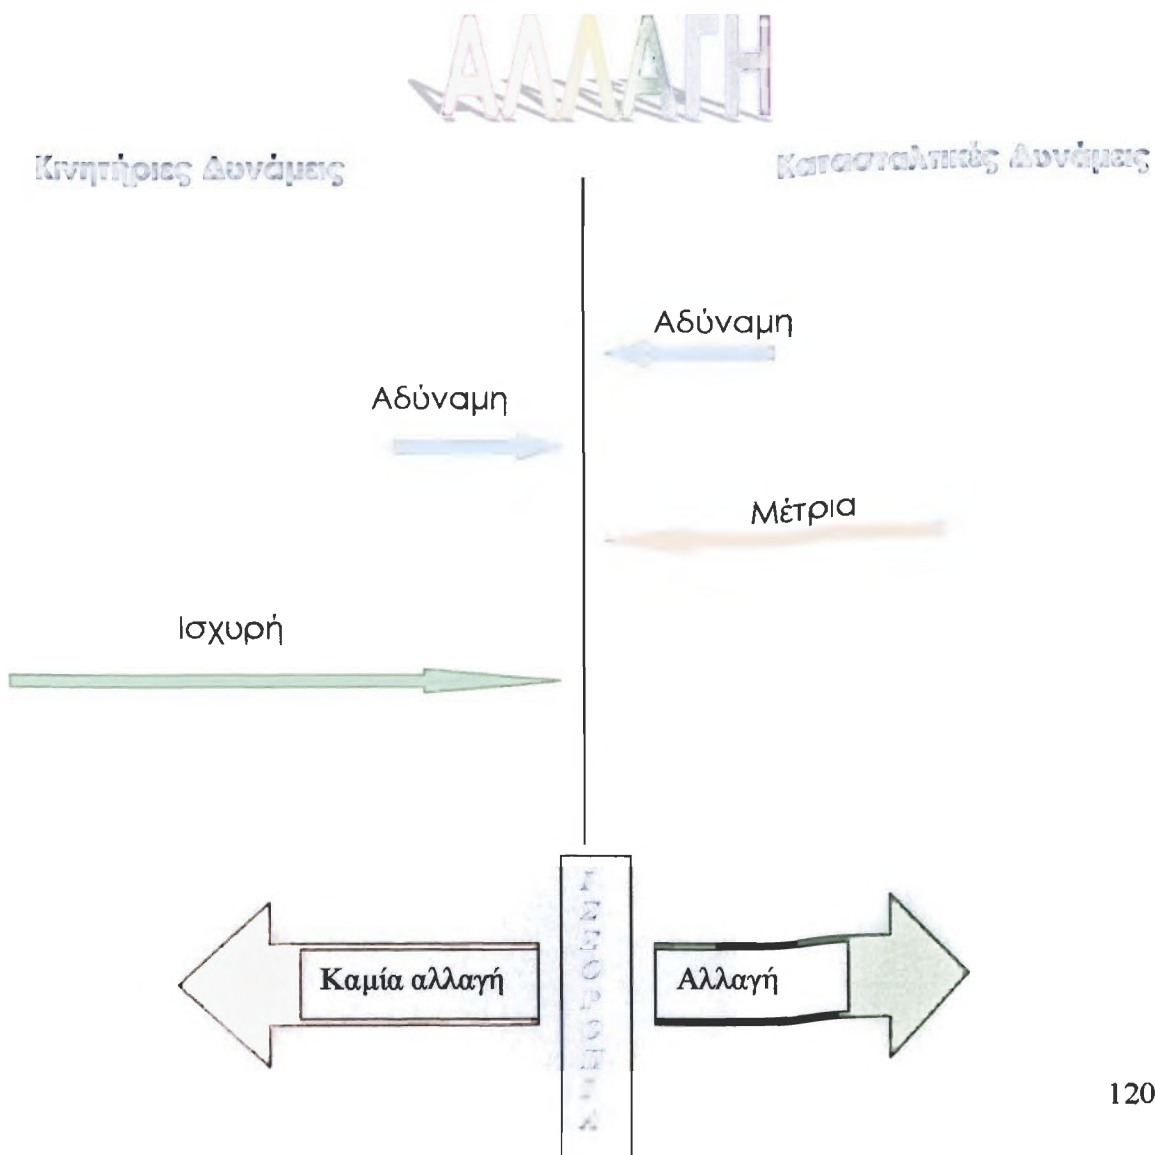 ΑΛΛΑΓΗ
Κινητήριες Δυνάμεις
Κατασταλτικές Δυνάμεις
Αδύναμη
Αδύναμη
Μέτρια
Ισχυρή
Καμία αλλαγή
Αλλαγή
120